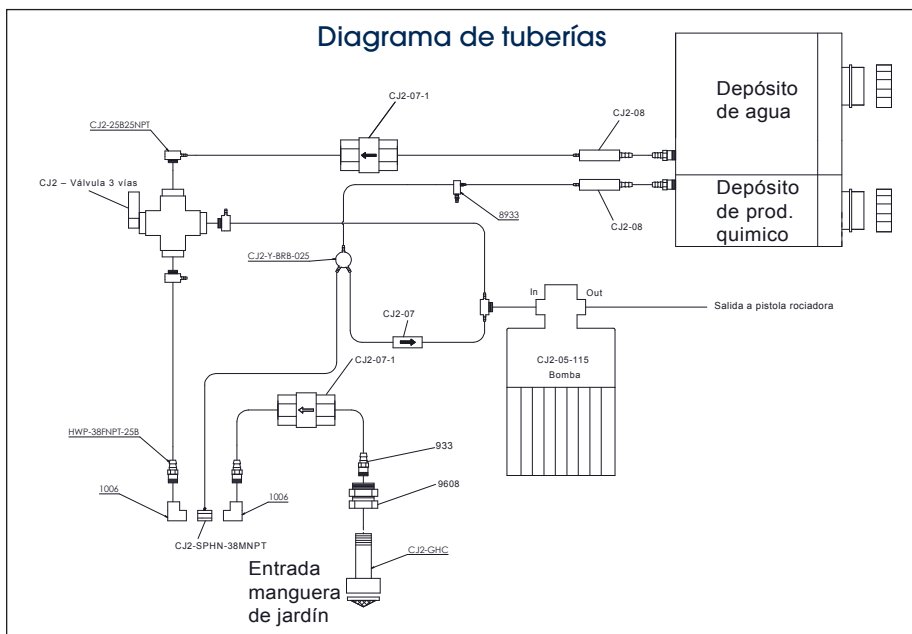 Diagrama de tuberías
CJ2-07-1
CJ2-25B25NPT
CJ2-08
Depósito
de agua
CJ2 – Válvula 3 vías
8933
CJ2-08
Depósito
de prod.
quimico
CJ2-Y-BRB-025
In
Out
Salida a pistola rociadora
CJ2-07
CJ2-07-1
CJ2-05-115
Bomba
HWP-38FNPT-25B
933
9608
1006
1006
CJ2-SPHN-38MNPT
CJ2-GHC
Entrada
manguera
de jardín